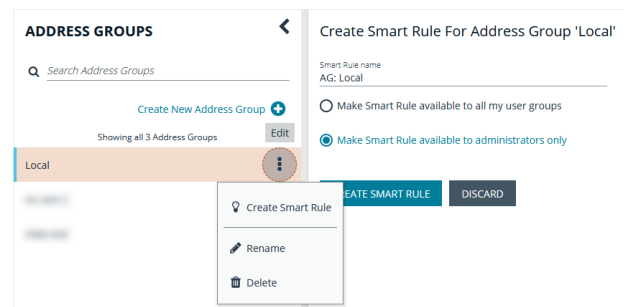 ADDRESS GROUPS
Search Address Groups
Create New Address Group
Showing all 3 Address Groups
Edit
Local
Create Smart Rule
Rename
Delete
Create Smart Rule For Address Group 'Local'
Smart Rule name
AG: Local
Make Smart Rule available to all my user groups
Make Smart Rule available to administrators only
EATE SMART RULE
DISCARD